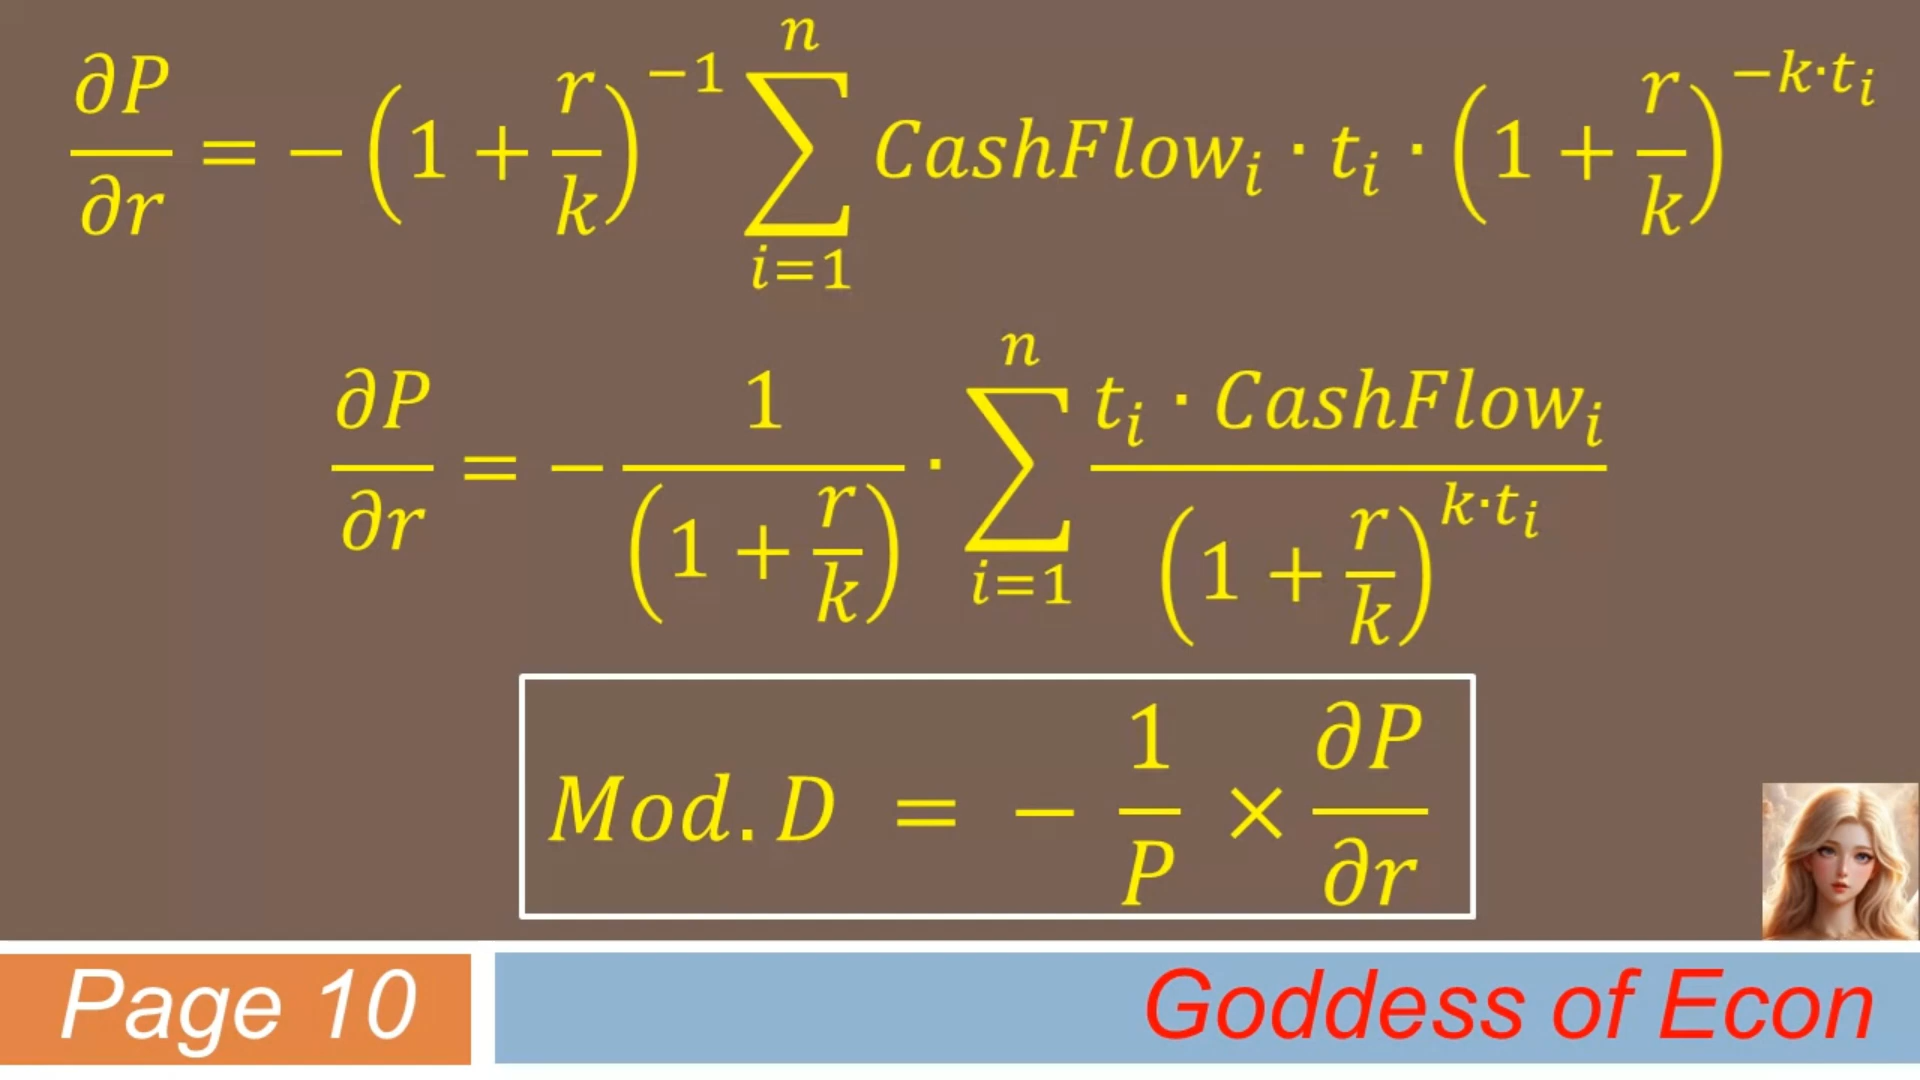 ∂P/∂r = −(1 + r/k)^(−1) ∑_{i=1}^{n} CashFlow_i · t_i · (1 + r/k)^(−k·t_i)
∂P/∂r = − 1/(1 + r/k) · ∑_{i=1}^{n} (t_i · CashFlow_i)/(1 + r/k)^(k·t_i)
Mod. D = − 1/P × ∂P/∂r
Page 10
Goddess of Econ